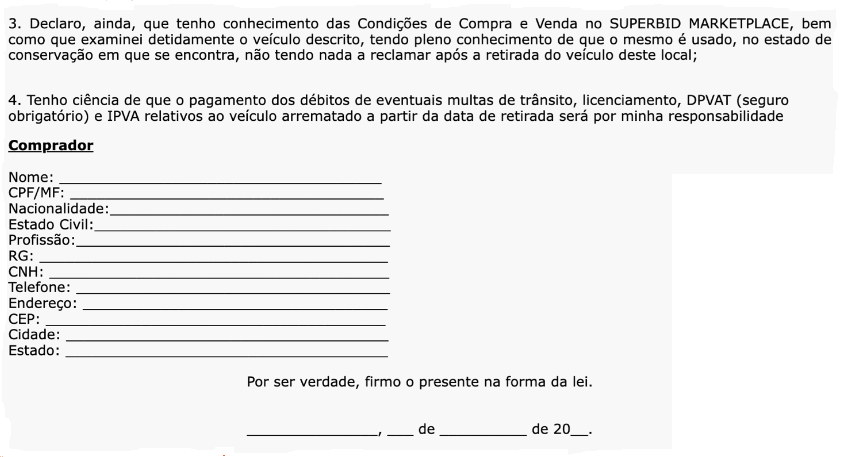 3. Declaro, ainda, que tenho conhecimento das Condições de Compra e Venda no SUPERBID MARKETPLACE, bem
como que examinei detidamente o veículo descrito, tendo pleno conhecimento de que o mesmo é usado, no estado de
conservação em que se encontra, não tendo nada a reclamar após a retirada do veículo deste local;
4. Tenho ciência de que o pagamento dos débitos de eventuais multas de trânsito, licenciamento, DPVAT (seguro
obrigatório) e IPVA relativos ao veículo arrematado a partir da data de retirada será por minha responsabilidade
Comprador
Nome: ______________________________________
CPF/MF: _____________________________________
Nacionalidade:_________________________________
Estado Civil:___________________________________
Profissão:_____________________________________
RG: _________________________________________
CNH: ________________________________________
Telefone: _____________________________________
Endereço: ____________________________________
CEP: ________________________________________
Cidade: ______________________________________
Estado: ______________________________________
Por ser verdade, firmo o presente na forma da lei.
_______________, ___ de __________ de 20__.